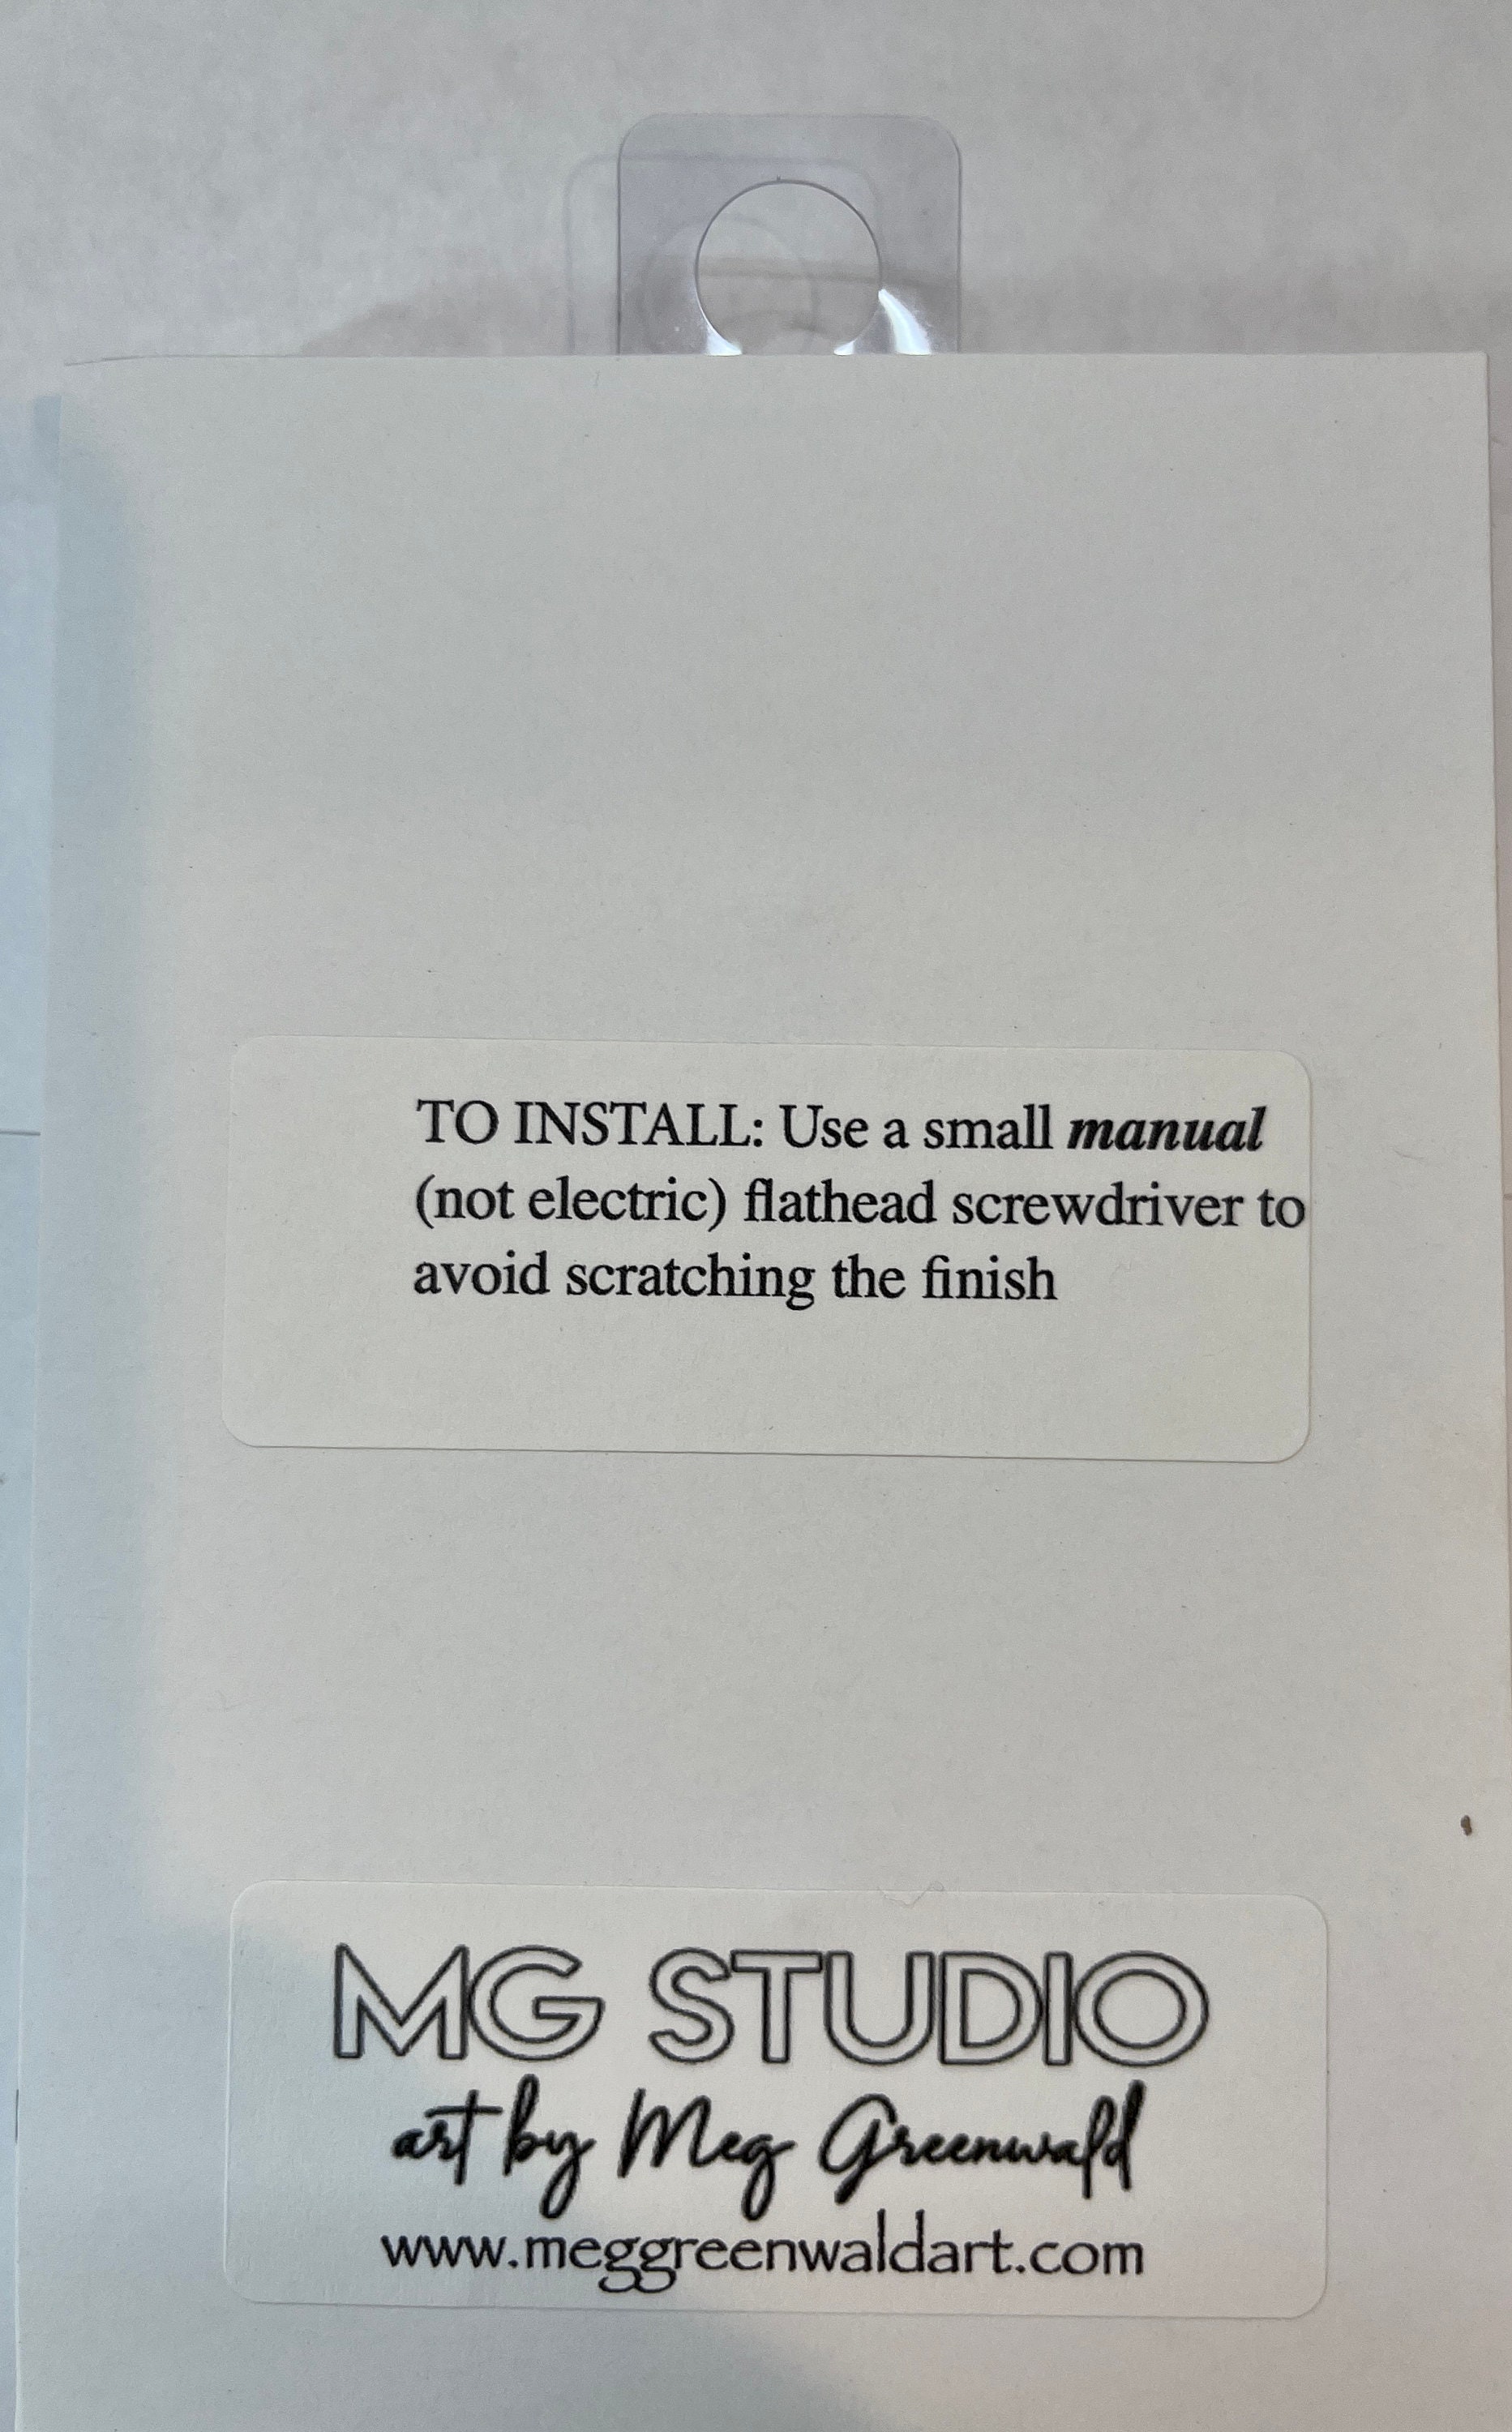 TO INSTALL: Use a small manual
(not electric) flathead screwdriver to
avoid scratching the finish
MG STUDIO
art by Meg Greenwald
www.meggreenwaldart.com